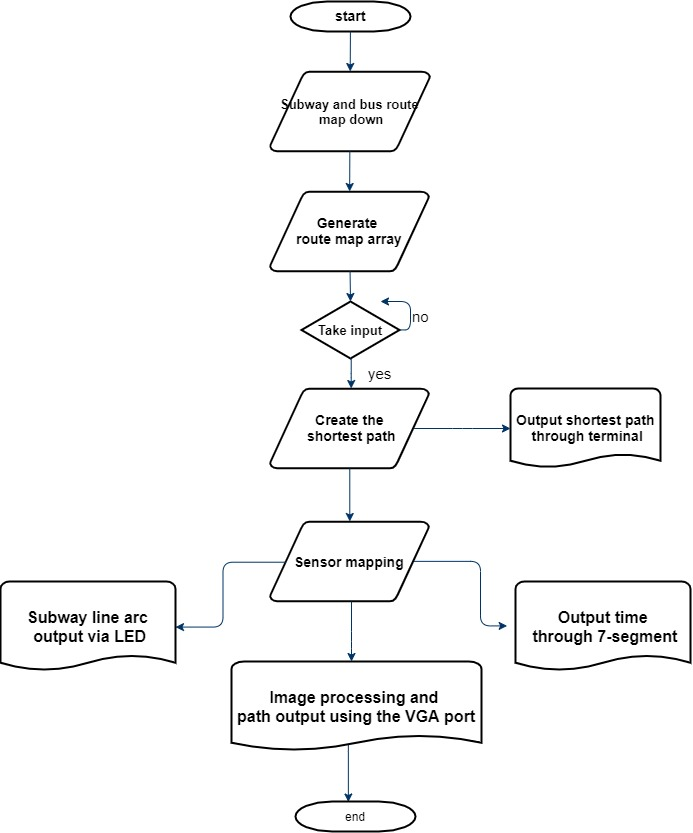 start
Subway and bus route
map down
Generate
route map array
Take input
no
yes
Create the
shortest path
Output shortest path
through terminal
Sensor mapping
Subway line arc
output via LED
Output time
through 7-segment
Image processing and
path output using the VGA port
end